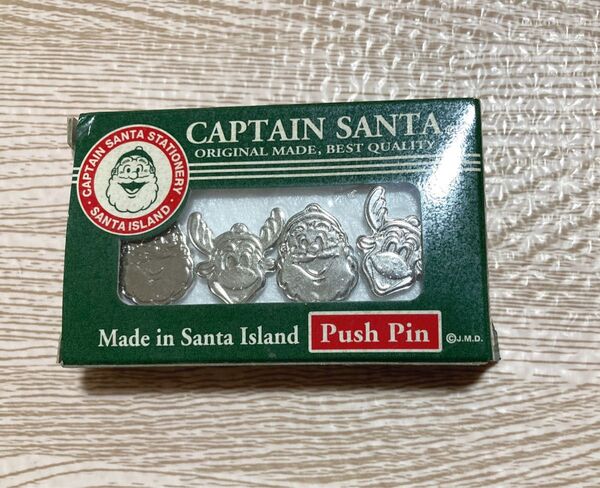 CAPTAIN SANTA STATIONERY
· SANTA ISLAND ·
CAPTAIN SANTA
ORIGINAL MADE, BEST QUALITY
Made in Santa Island
Push Pin
©J.M.D.